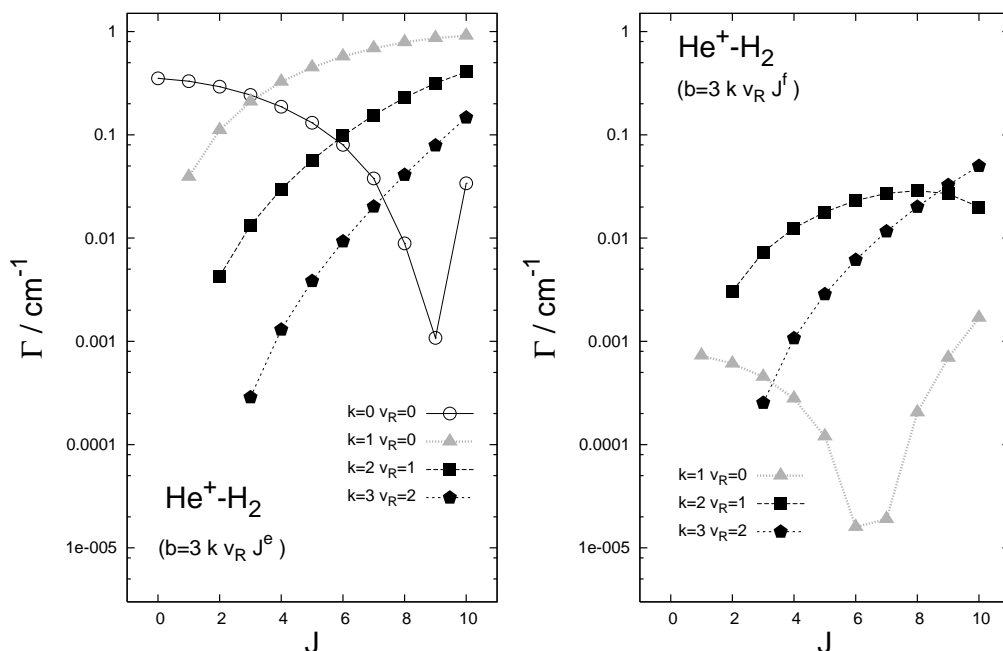 1
0.1
0.01
0.001
0.0001
1e-005
Γ / cm-1
k=0 vR=0
k=1 vR=0
k=2 vR=1
k=3 vR=2
He+-H2
(b=3 k vR Je )
0 2 4 6 8 10
J
He+-H2
(b=3 k vR Jf )
1
0.1
0.01
0.001
0.0001
1e-005
Γ / cm-1
k=1 vR=0
k=2 vR=1
k=3 vR=2
0 2 4 6 8 10
J